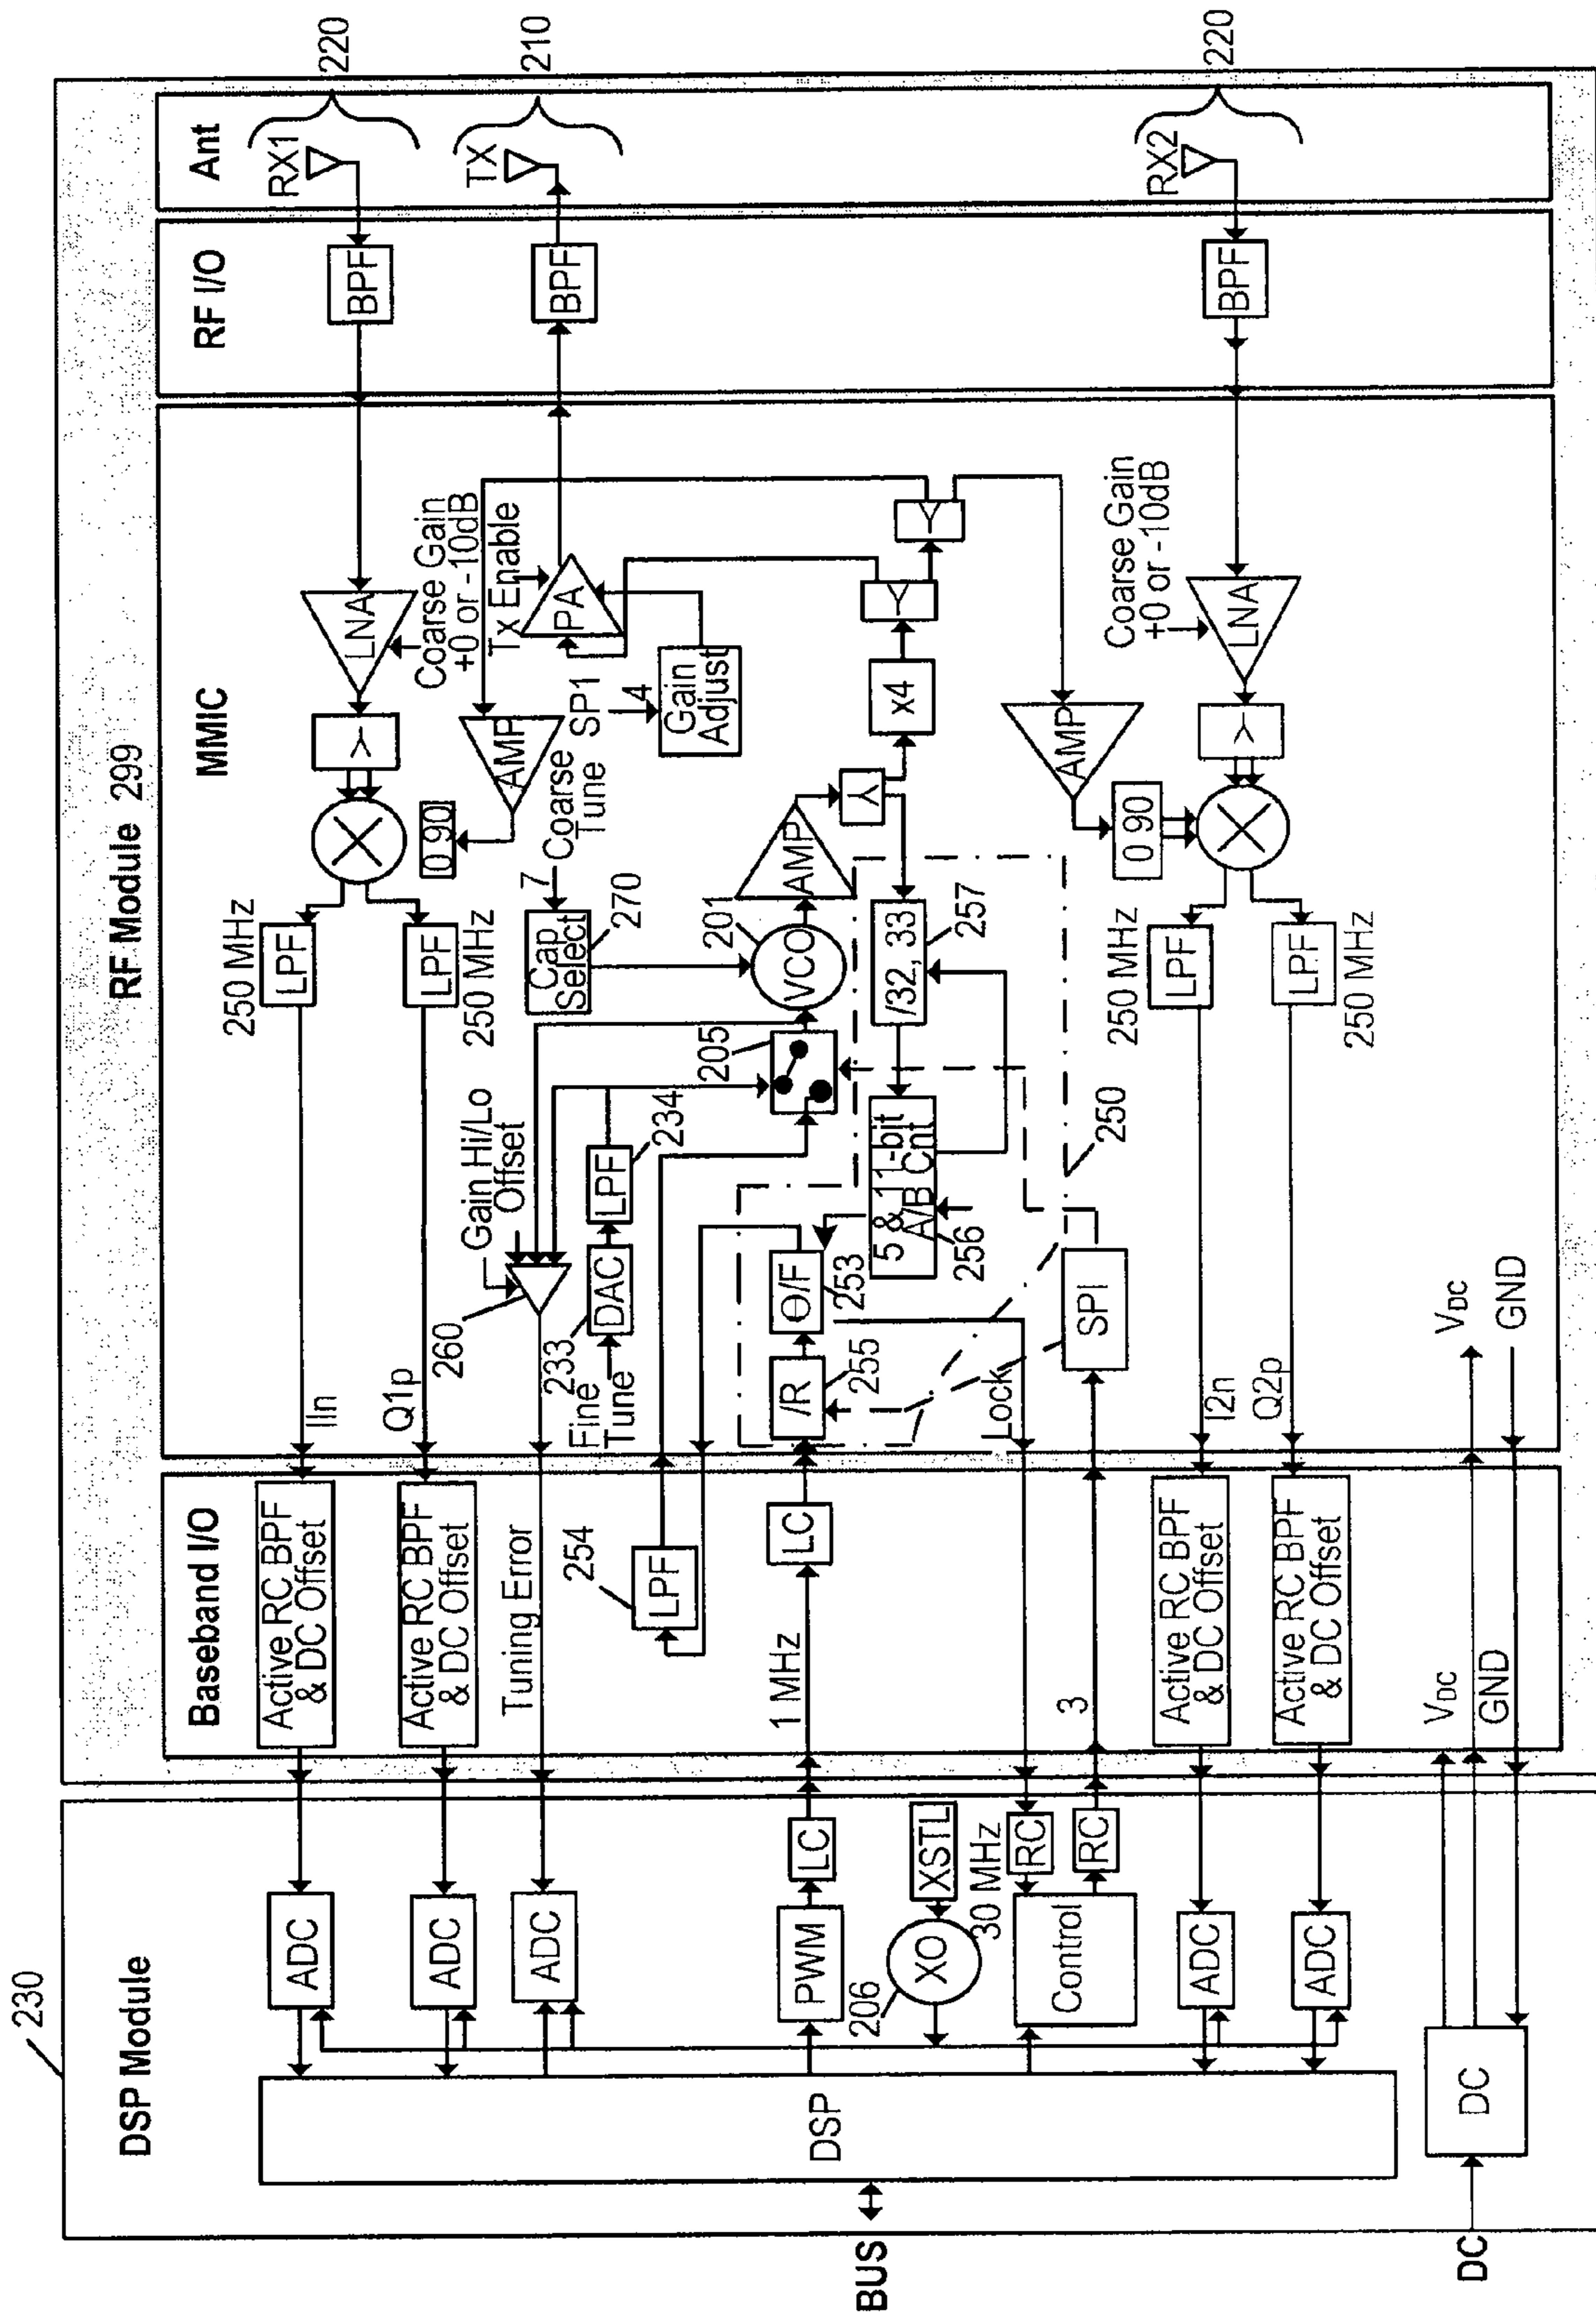 RF Module 299
Ant
RX1
220
TX
210
RX2
220
RF I/O
BPF
BPF
BPF
MMIC
LNA
Coarse Gain
+0 or -10dB
Tx Enable
PA
SP1
4
Gain
Adjust
AMP
0 90
7
Coarse
Tune
Cap
Select
270
250 MHz
LPF
LPF
250 MHz
Y
Y
Y
Y
x4
AMP
VCO
201
/32, 33
257
205
AMP
0 90
Y
LNA
Coarse Gain
+0 or -10dB
250 MHz
LPF
LPF
250 MHz
Gain Hi/Lo
Offset
260
LPF
234
DAC
233
Fine
Tune
5 & 11-bit
A/B Cnt
256
Θ/F
253
/R
255
250
SPI
Lock
IIn
Q1p
I2n
Q2p
VDC
GND
Baseband I/O
Active RC BPF
& DC Offset
Active RC BPF
& DC Offset
Tuning Error
254
LPF
LC
1 MHz
3
Active RC BPF
& DC Offset
Active RC BPF
& DC Offset
VDC
GND
230
DSP Module
ADC
ADC
ADC
LC
PWM
XSTL
XO
206
30 MHz
RC
RC
Control
ADC
ADC
DSP
DC
BUS
DC